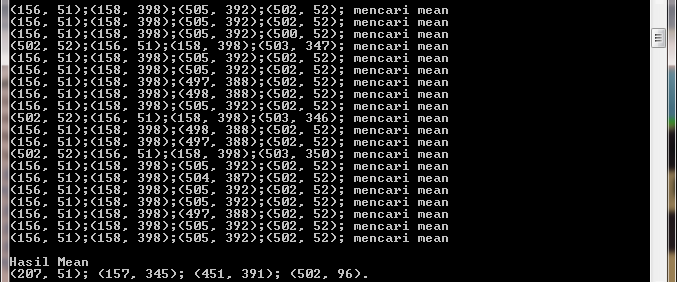 (156, 51);(158, 398);(505, 392);(502, 52); mencari mean
(156, 51);(158, 398);(505, 392);(502, 52); mencari mean
(156, 51);(158, 398);(505, 392);(500, 52); mencari mean
(502, 52);(156, 51);(158, 398);(503, 347); mencari mean
(156, 51);(158, 398);(505, 392);(502, 52); mencari mean
(156, 51);(158, 398);(505, 392);(502, 52); mencari mean
(156, 51);(158, 398);(497, 388);(502, 52); mencari mean
(156, 51);(158, 398);(498, 388);(502, 52); mencari mean
(156, 51);(158, 398);(505, 392);(502, 52); mencari mean
(502, 52);(156, 51);(158, 398);(503, 346); mencari mean
(156, 51);(158, 398);(498, 388);(502, 52); mencari mean
(156, 51);(158, 398);(497, 388);(502, 52); mencari mean
(502, 52);(156, 51);(158, 398);(503, 350); mencari mean
(156, 51);(158, 398);(505, 392);(502, 52); mencari mean
(156, 51);(158, 398);(504, 387);(502, 52); mencari mean
(156, 51);(158, 398);(505, 392);(502, 52); mencari mean
(156, 51);(158, 398);(505, 392);(502, 52); mencari mean
(156, 51);(158, 398);(497, 388);(502, 52); mencari mean
(156, 51);(158, 398);(505, 392);(502, 52); mencari mean
(156, 51);(158, 398);(505, 392);(502, 52); mencari mean
Hasil Mean
(207, 51); (157, 345); (451, 391); (502, 96).